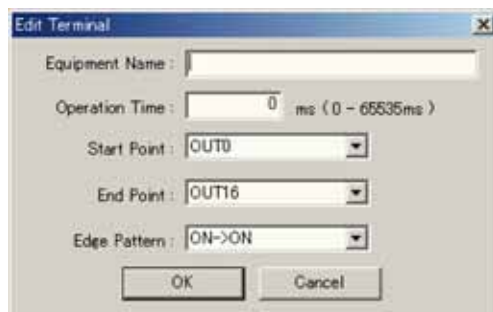 Edit Terminal
Equipment Name :
Operation Time : 0 ms ( 0 - 65535ms )
Start Point : OUT0
End Point : OUT16
Edge Pattern : ON->ON
OK Cancel